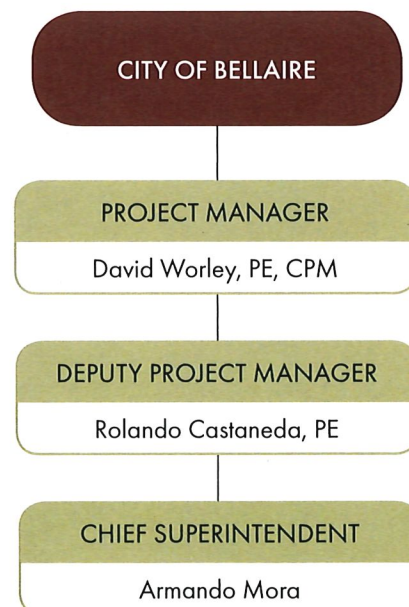 CITY OF BELLAIRE
PROJECT MANAGER
David Worley, PE, CPM
DEPUTY PROJECT MANAGER
Rolando Castaneda, PE
CHIEF SUPERINTENDENT
Armando Mora